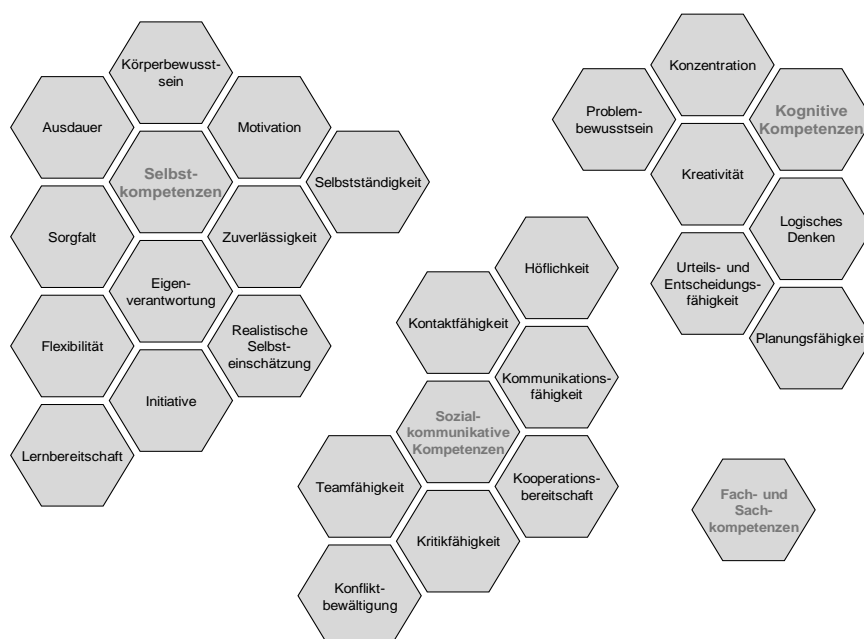 Körperbewusst-
sein
Ausdauer
Motivation
Selbst-
kompetenzen
Selbstständigkeit
Sorgfalt
Zuverlässigkeit
Eigen-
verantwortung
Flexibilität
Realistische
Selbst-
einschätzung
Initiative
Lernbereitschaft
Höflichkeit
Kontaktfähigkeit
Kommunikations-
fähigkeit
Sozial-
kommunikative
Kompetenzen
Teamfähigkeit
Kooperations-
bereitschaft
Kritikfähigkeit
Konflikt-
bewältigung
Konzentration
Problem-
bewusstsein
Kognitive
Kompetenzen
Kreativität
Logisches
Denken
Urteils- und
Entscheidungs-
fähigkeit
Planungsfähigkeit
Fach- und
Sach-
kompetenzen